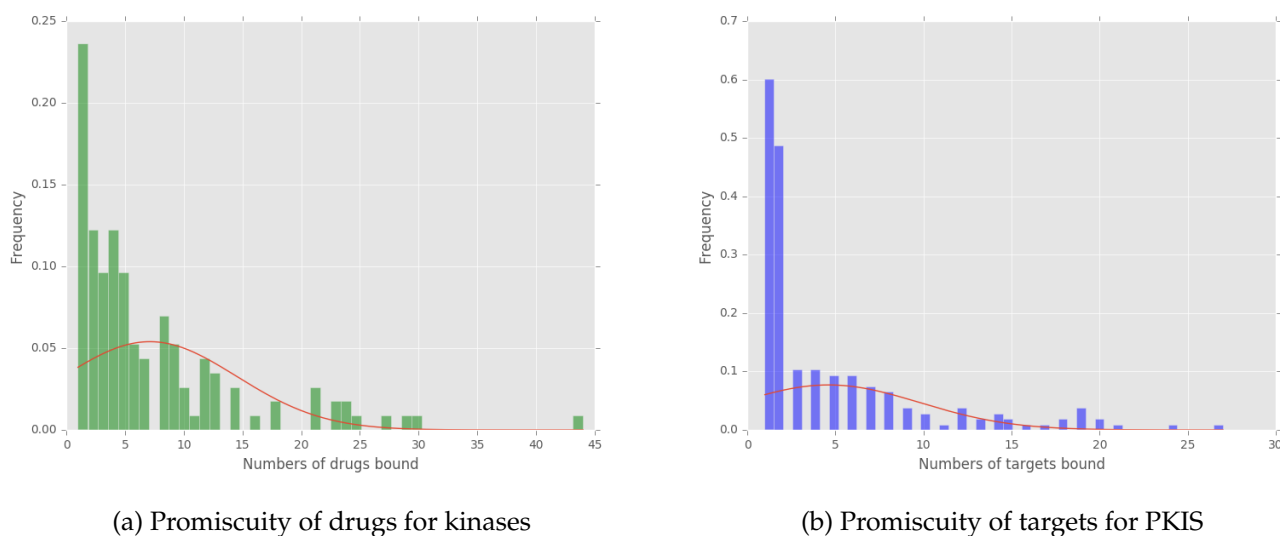 0.25
0.20
0.15
0.10
0.05
0.00
Frequency
0 5 10 15 20 25 30 35 40 45
Numbers of drugs bound
(a) Promiscuity of drugs for kinases
0.7
0.6
0.5
0.4
0.3
0.2
0.1
0.0
Frequency
0 5 10 15 20 25 30
Numbers of targets bound
(b) Promiscuity of targets for PKIS